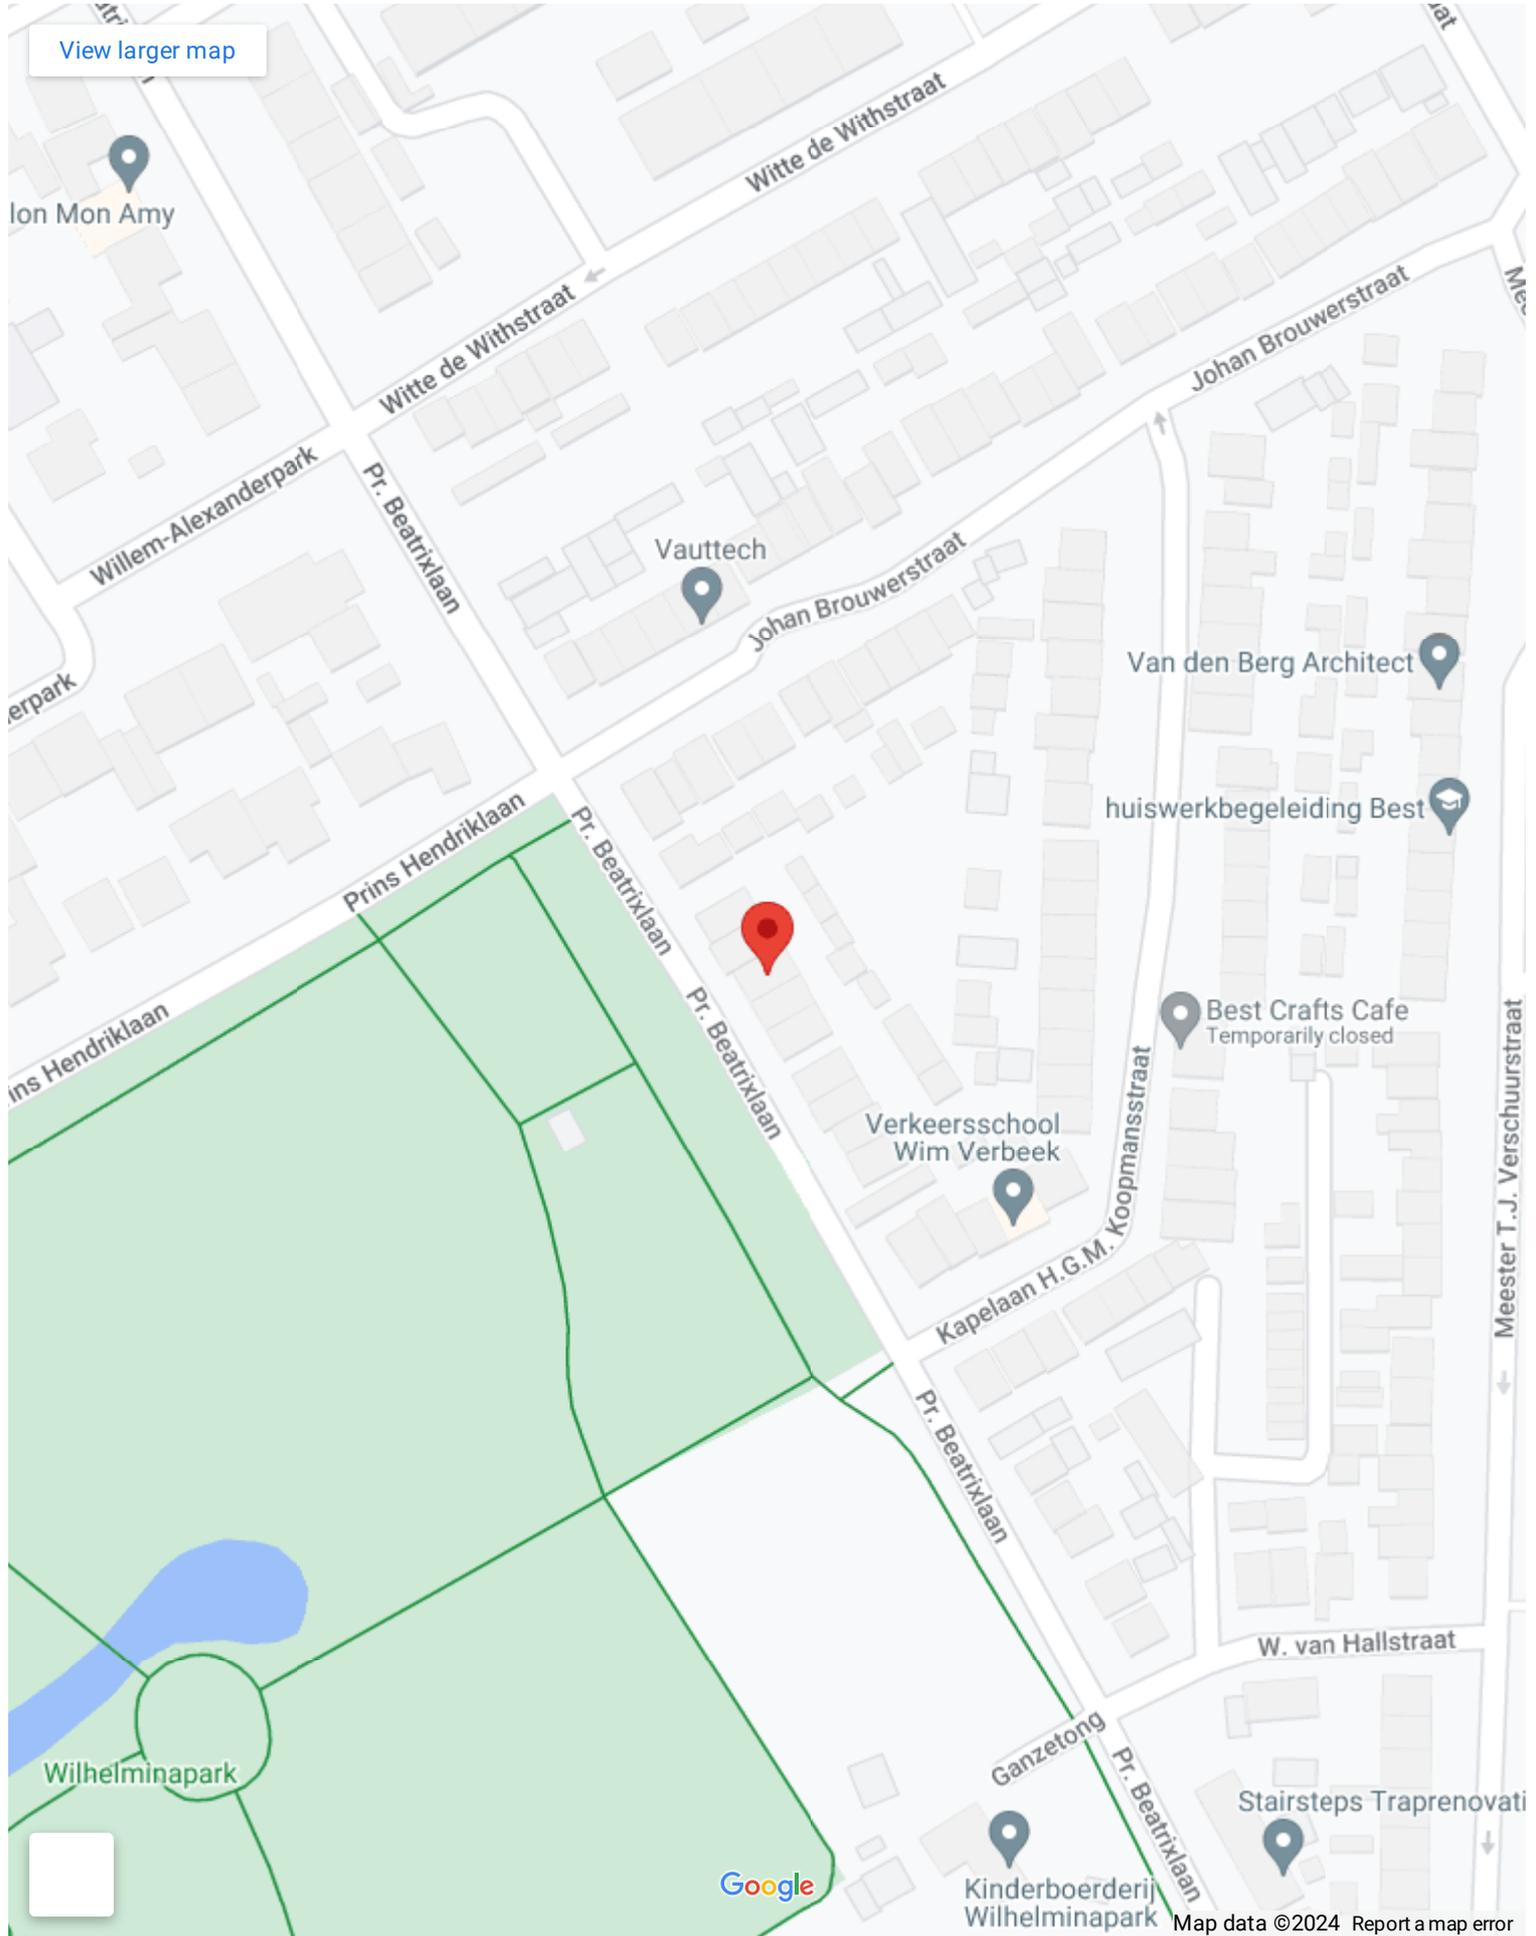 View larger map
lon Mon Amy
Witte de Withstraat
Witte de Withstraat
Johan Brouwerstraat
Willem-Alexanderpark
Pr. Beatrixlaan
Vauttech
Johan Brouwerstraat
erpark
Van den Berg Architect
Prins Hendriklaan
Pr. Beatrixlaan
huiswerkbegeleiding Best
ins Hendriklaan
Pr. Beatrixlaan
Best Crafts Cafe
Temporarily closed
Verkeersschool
Wim Verbeek
Kapelaan H.G.M. Koopmansstraat
Meester T.J. Verschuurstraat
Pr. Beatrixlaan
W. van Hallstraat
Ganzetong
Wilhelminapark
Pr. Beatrixlaan
Stairsteps Traprenovati
Google
Kinderboerderij
Wilhelminapark
Map data ©2024 Report a map error